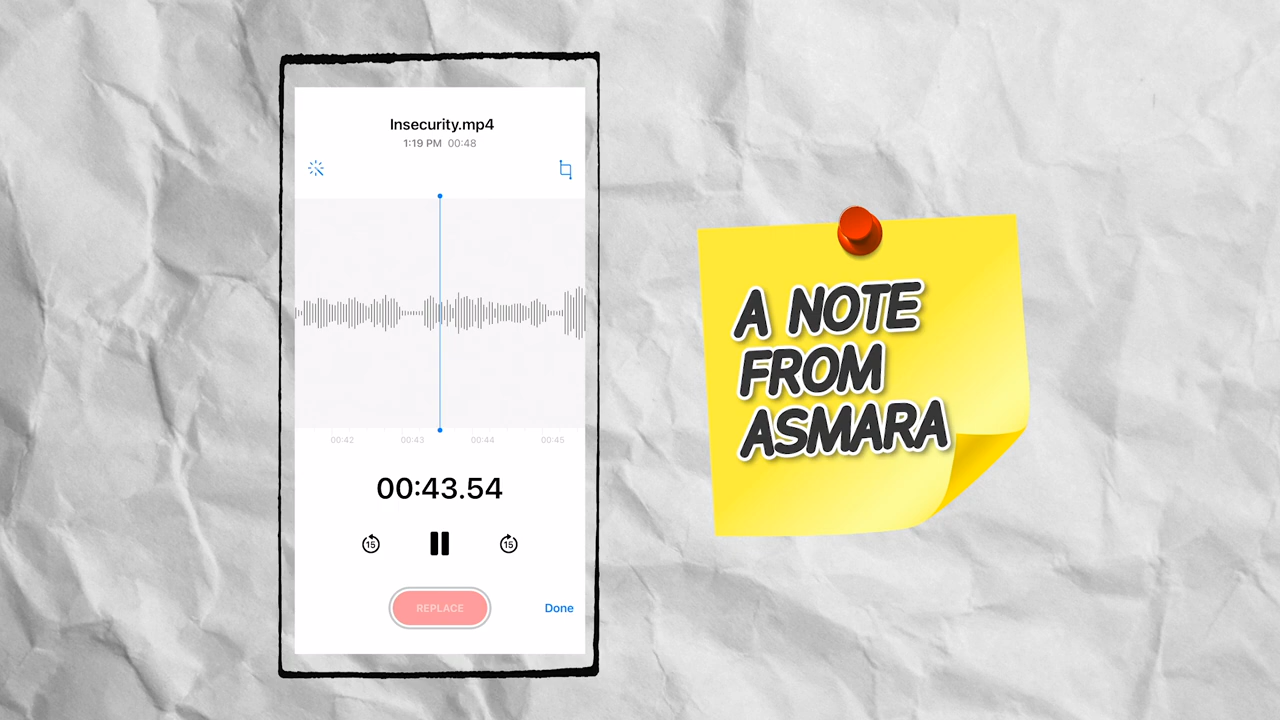 Insecurity.mp4
1:19 PM 00:48
00:42 00:43 00:44 00:45
00:43.54
15 15
REPLACE
Done
A NOTE
FROM
ASMARA